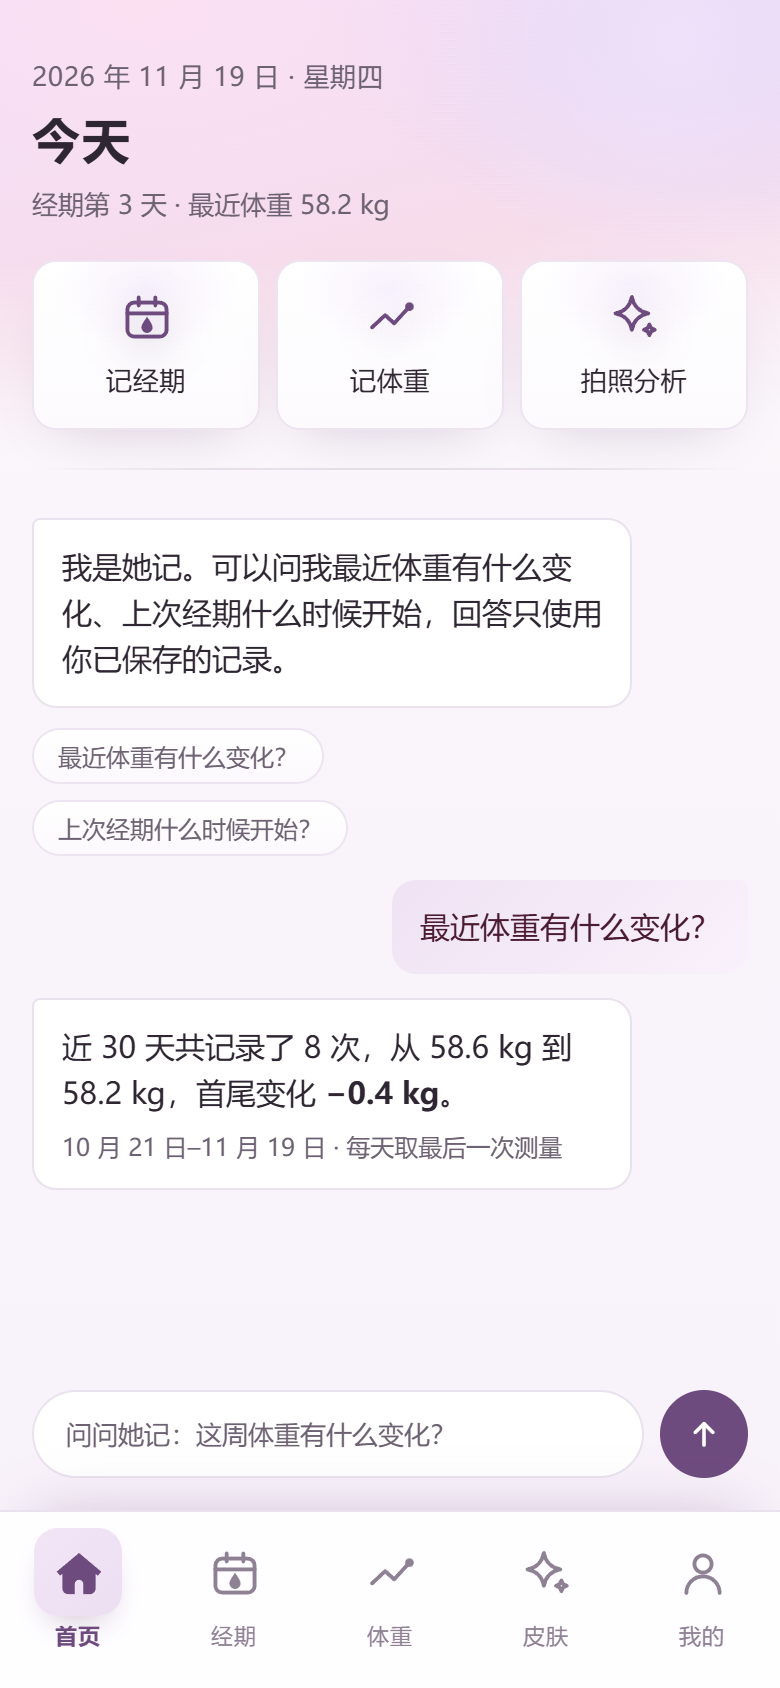 2026 年 11 月 19 日 · 星期四
今天
经期第 3 天 · 最近体重 58.2 kg
记经期
记体重
拍照分析
我是她记。可以问我最近体重有什么变
化、上次经期什么时候开始，回答只使用
你已保存的记录。
最近体重有什么变化？
上次经期什么时候开始？
最近体重有什么变化？
近 30 天共记录了 8 次，从 58.6 kg 到
58.2 kg，首尾变化 −0.4 kg。
10 月 21 日–11 月 19 日 · 每天取最后一次测量
问问她记：这周体重有什么变化？
首页
经期
体重
皮肤
我的